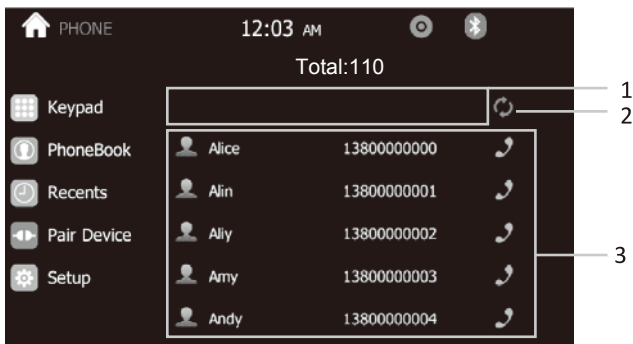 PHONE 12:03 AM
Total:110
1
2
Keypad
PhoneBook Alice 13800000000
Recents Alin 13800000001
Pair Device Aliy 13800000002
3
Setup Amy 13800000003
Andy 13800000004